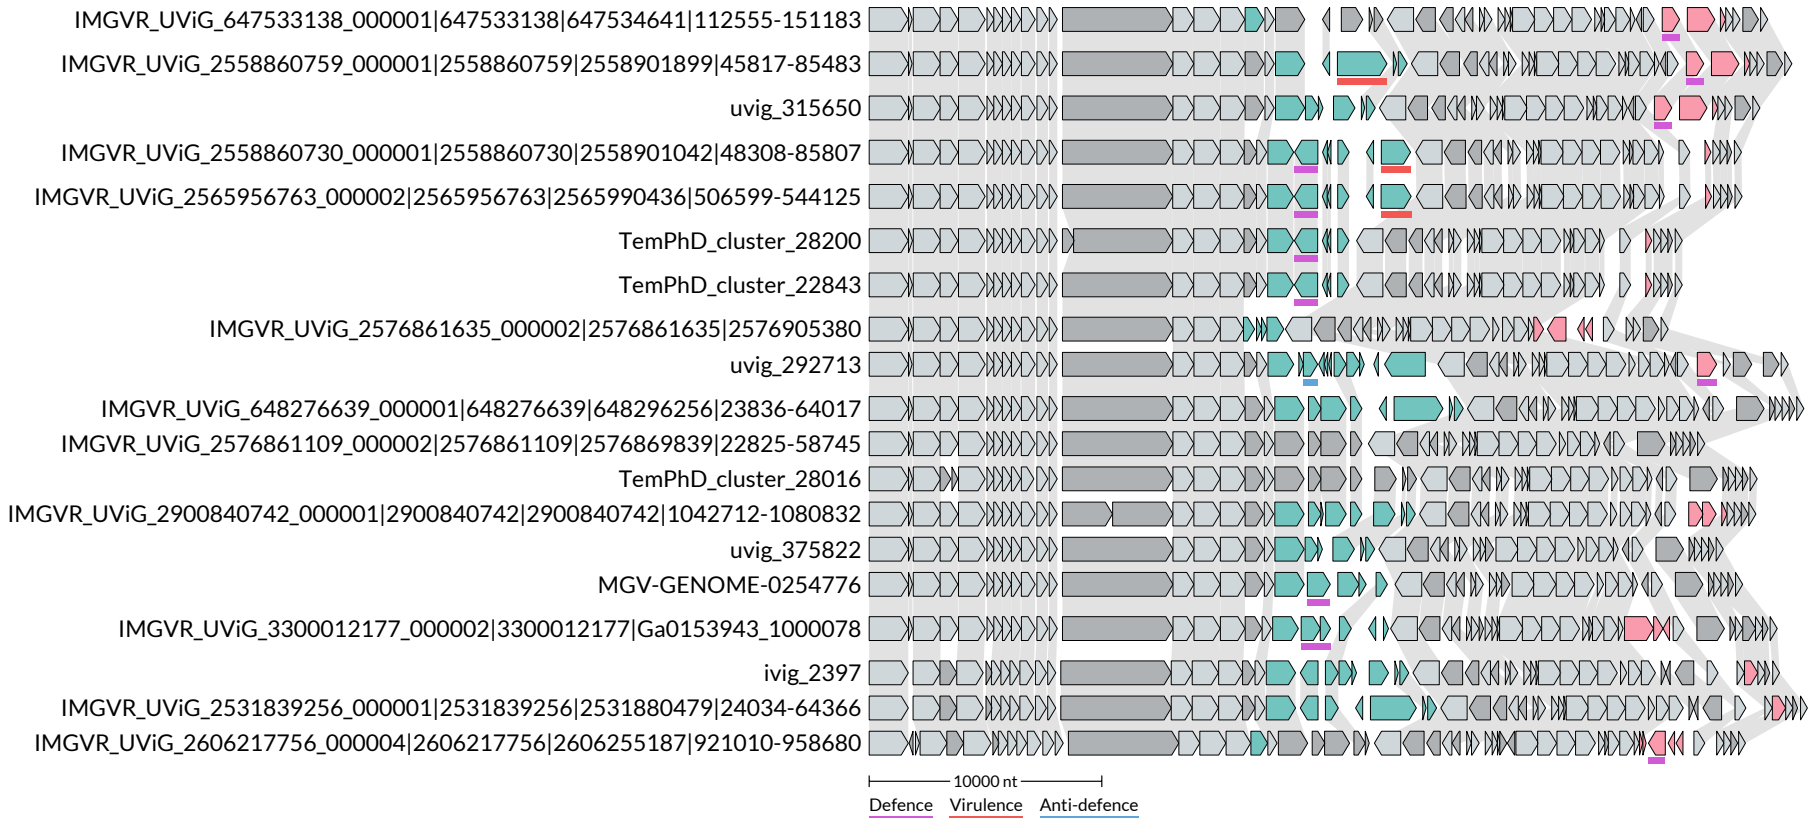 IMGVR_UViG_647533138_000001|647533138|647534641|112555-151183
IMGVR_UViG_2558860759_000001|2558860759|2558901899|45817-85483
uvig_315650
IMGVR_UViG_2558860730_000001|2558860730|2558901042|48308-85807
IMGVR_UViG_2565956763_000002|2565956763|2565990436|506599-544125
TemPhD_cluster_28200
TemPhD_cluster_22843
IMGVR_UViG_2576861635_000002|2576861635|2576905380
uvig_292713
IMGVR_UViG_648276639_000001|648276639|648296256|23836-64017
IMGVR_UViG_2576861109_000002|2576861109|2576869839|22825-58745
TemPhD_cluster_28016
IMGVR_UViG_2900840742_000001|2900840742|2900840742|1042712-1080832
uvig_375822
MGV-GENOME-0254776
IMGVR_UViG_3300012177_000002|3300012177|Ga0153943_1000078
ivig_2397
IMGVR_UViG_2531839256_000001|2531839256|2531880479|24034-64366
IMGVR_UViG_2606217756_000004|2606217756|2606255187|921010-958680
10000 nt
Defence Virulence Anti-defence